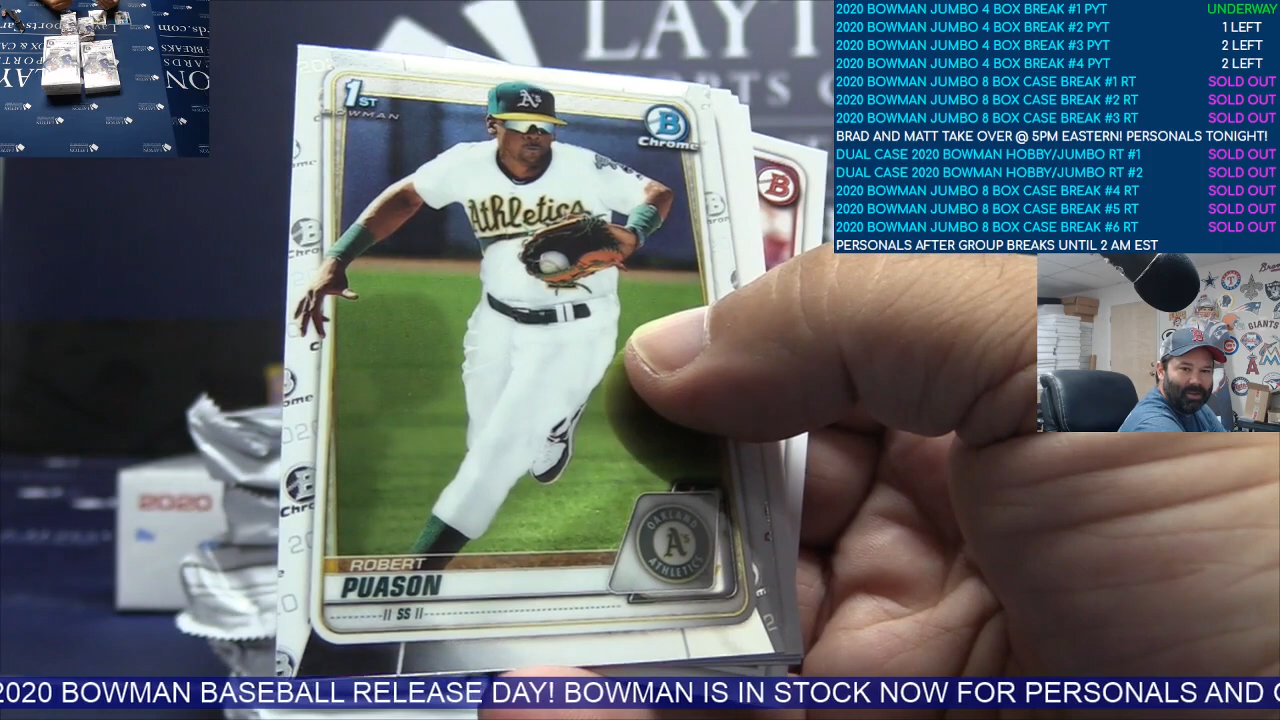 2020 BOWMAN JUMBO 4 BOX BREAK #1 PYT UNDERWAY
2020 BOWMAN JUMBO 4 BOX BREAK #2 PYT 1 LEFT
2020 BOWMAN JUMBO 4 BOX BREAK #3 PYT 2 LEFT
2020 BOWMAN JUMBO 4 BOX BREAK #4 PYT 2 LEFT
2020 BOWMAN JUMBO 8 BOX CASE BREAK #1 RT SOLD OUT
2020 BOWMAN JUMBO 8 BOX CASE BREAK #2 RT SOLD OUT
2020 BOWMAN JUMBO 8 BOX CASE BREAK #3 RT SOLD OUT
BRAD AND MATT TAKE OVER @ 5PM EASTERN! PERSONALS TONIGHT!
DUAL CASE 2020 BOWMAN HOBBY/JUMBO RT #1 SOLD OUT
DUAL CASE 2020 BOWMAN HOBBY/JUMBO RT #2 SOLD OUT
2020 BOWMAN JUMBO 8 BOX CASE BREAK #4 RT SOLD OUT
2020 BOWMAN JUMBO 8 BOX CASE BREAK #5 RT SOLD OUT
2020 BOWMAN JUMBO 8 BOX CASE BREAK #6 RT SOLD OUT
PERSONALS AFTER GROUP BREAKS UNTIL 2 AM EST
LAYT
1ST
BOWMAN
B
Chrome
A's
Athletics
B
OAKLAND
A's
ATHLETICS
ROBERT
PUASON
SS
2020
GIANTS
2020 BOWMAN BASEBALL RELEASE DAY! BOWMAN IS IN STOCK NOW FOR PERSONALS AND